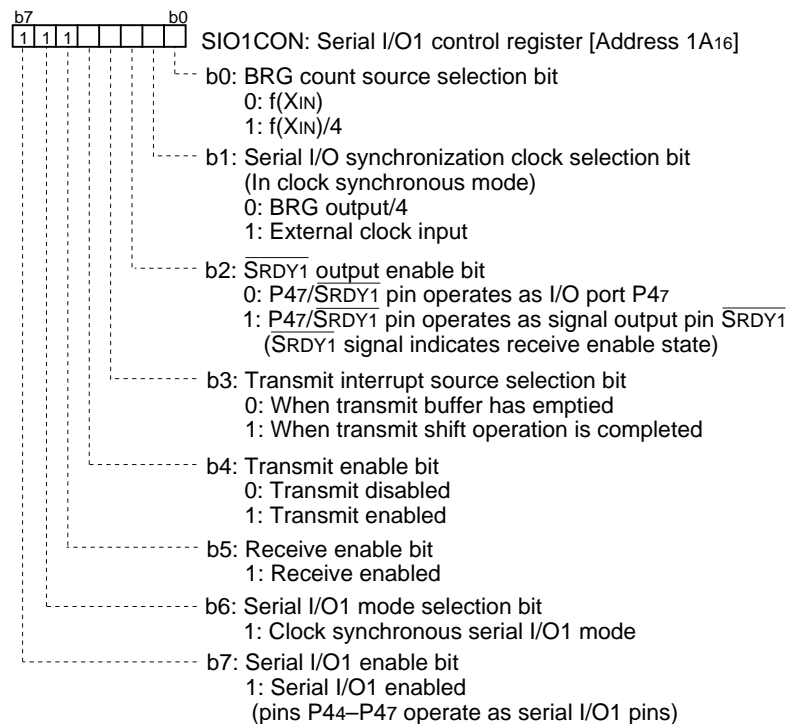 b7 b0
1 1 1 SIO1CON: Serial I/O1 control register [Address 1A16]
b0: BRG count source selection bit
0: f(XIN)
1: f(XIN)/4
b1: Serial I/O synchronization clock selection bit
(In clock synchronous mode)
0: BRG output/4
1: External clock input
b2: SRDY1 output enable bit
0: P47/SRDY1 pin operates as I/O port P47
1: P47/SRDY1 pin operates as signal output pin SRDY1
(SRDY1 signal indicates receive enable state)
b3: Transmit interrupt source selection bit
0: When transmit buffer has emptied
1: When transmit shift operation is completed
b4: Transmit enable bit
0: Transmit disabled
1: Transmit enabled
b5: Receive enable bit
1: Receive enabled
b6: Serial I/O1 mode selection bit
1: Clock synchronous serial I/O1 mode
b7: Serial I/O1 enable bit
1: Serial I/O1 enabled
(pins P44–P47 operate as serial I/O1 pins)